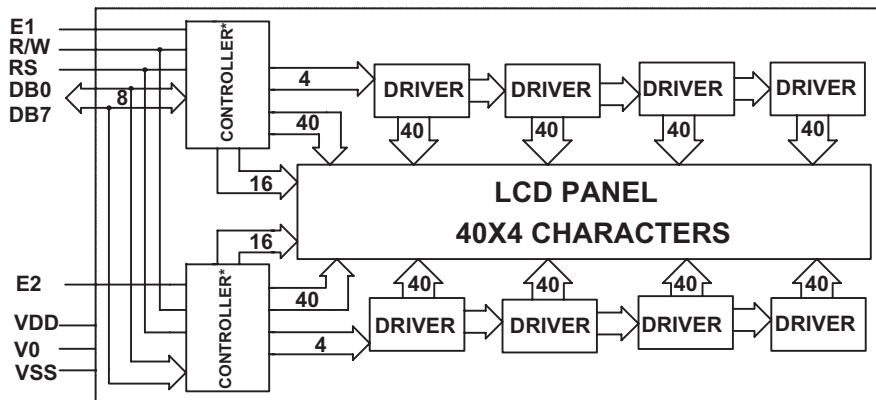 E1
R/W
RS
DB0
DB7
8
CONTROLLER*
4
40
16
DRIVER
DRIVER
DRIVER
DRIVER
40
40
40
40
LCD PANEL
40X4 CHARACTERS
E2
VDD
V0
VSS
CONTROLLER*
16
40
4
40
40
40
40
DRIVER
DRIVER
DRIVER
DRIVER